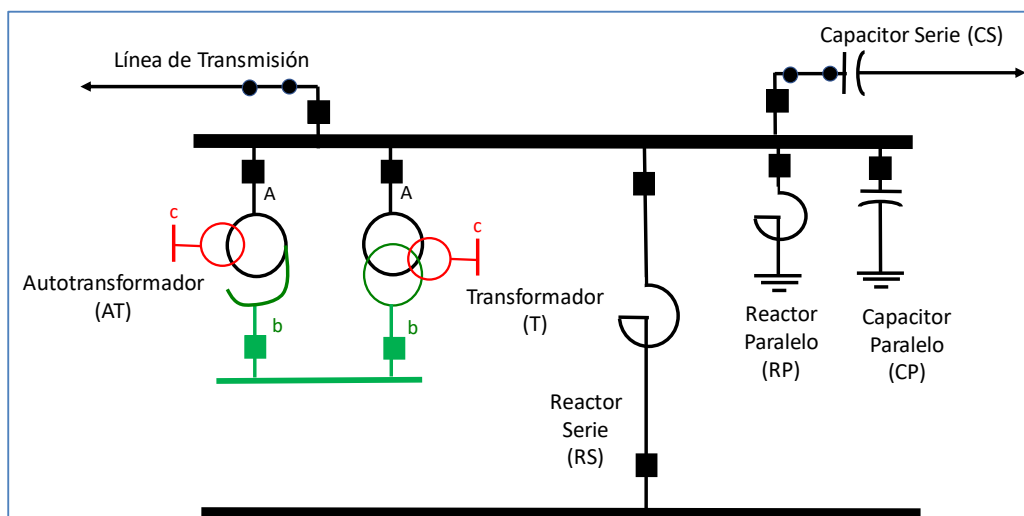 Capacitor Serie (CS)
Línea de Transmisión
A
A
c
c
Autotransformador
(AT)
Transformador
(T)
b
b
Reactor
Paralelo
(RP)
Capacitor
Paralelo
(CP)
Reactor
Serie
(RS)